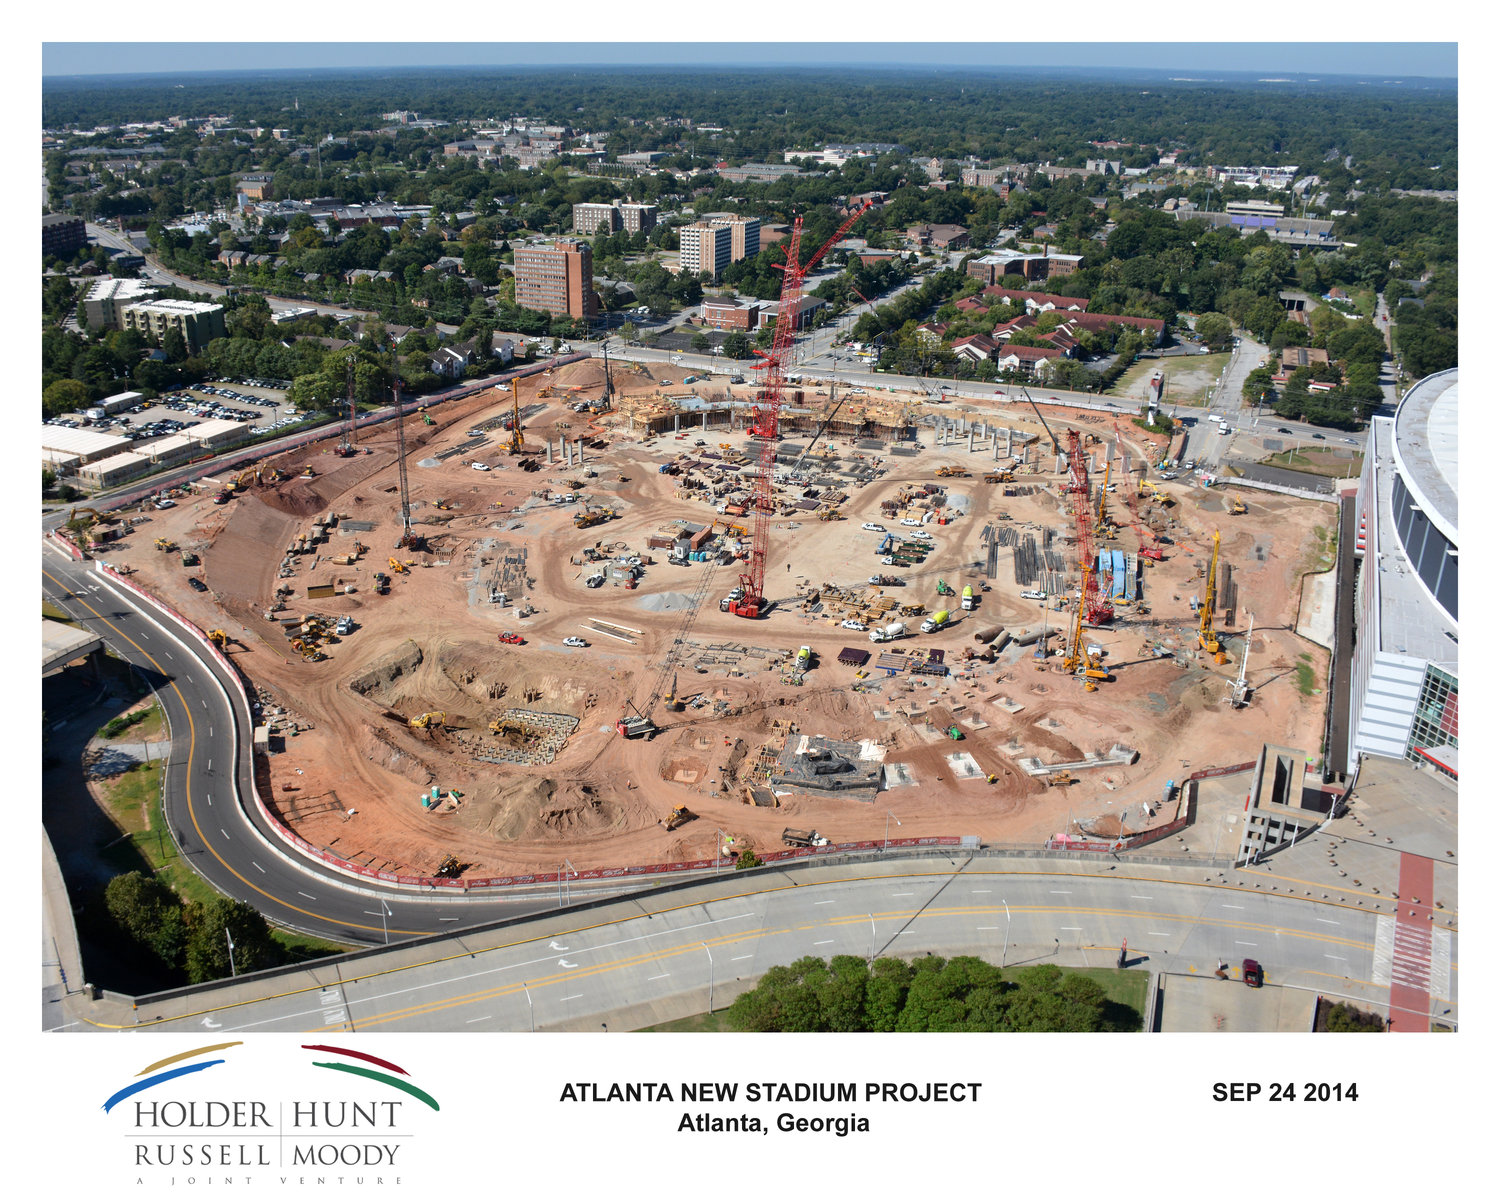 HOLDER HUNT
RUSSELL MOODY
A JOINT VENTURE
ATLANTA NEW STADIUM PROJECT
Atlanta, Georgia
SEP 24 2014